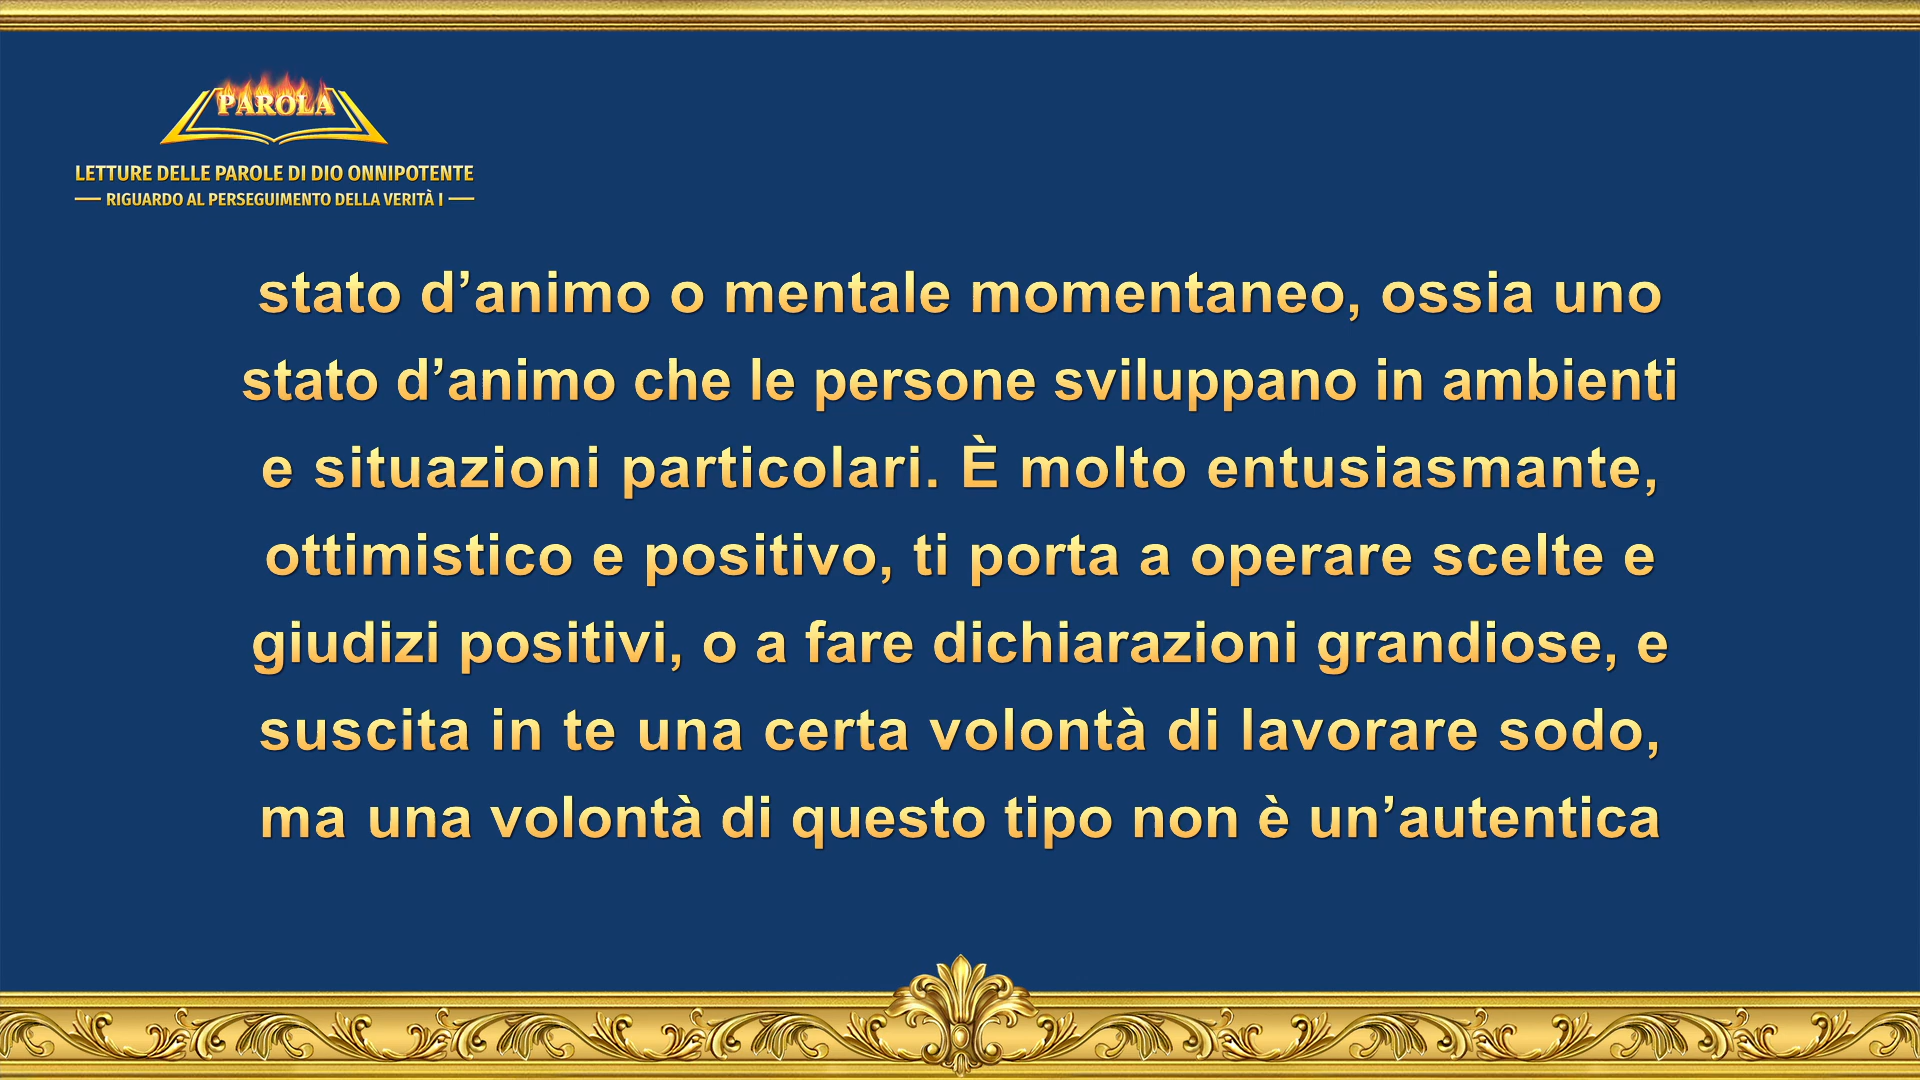 PAROLA
LETTURE DELLE PAROLE DI DIO ONNIPOTENTE
RIGUARDO AL PERSEGUIMENTO DELLA VERITÀ I
stato d’animo o mentale momentaneo, ossia uno
stato d’animo che le persone sviluppano in ambienti
e situazioni particolari. È molto entusiasmante,
ottimistico e positivo, ti porta a operare scelte e
giudizi positivi, o a fare dichiarazioni grandiose, e
suscita in te una certa volontà di lavorare sodo,
ma una volontà di questo tipo non è un’autentica